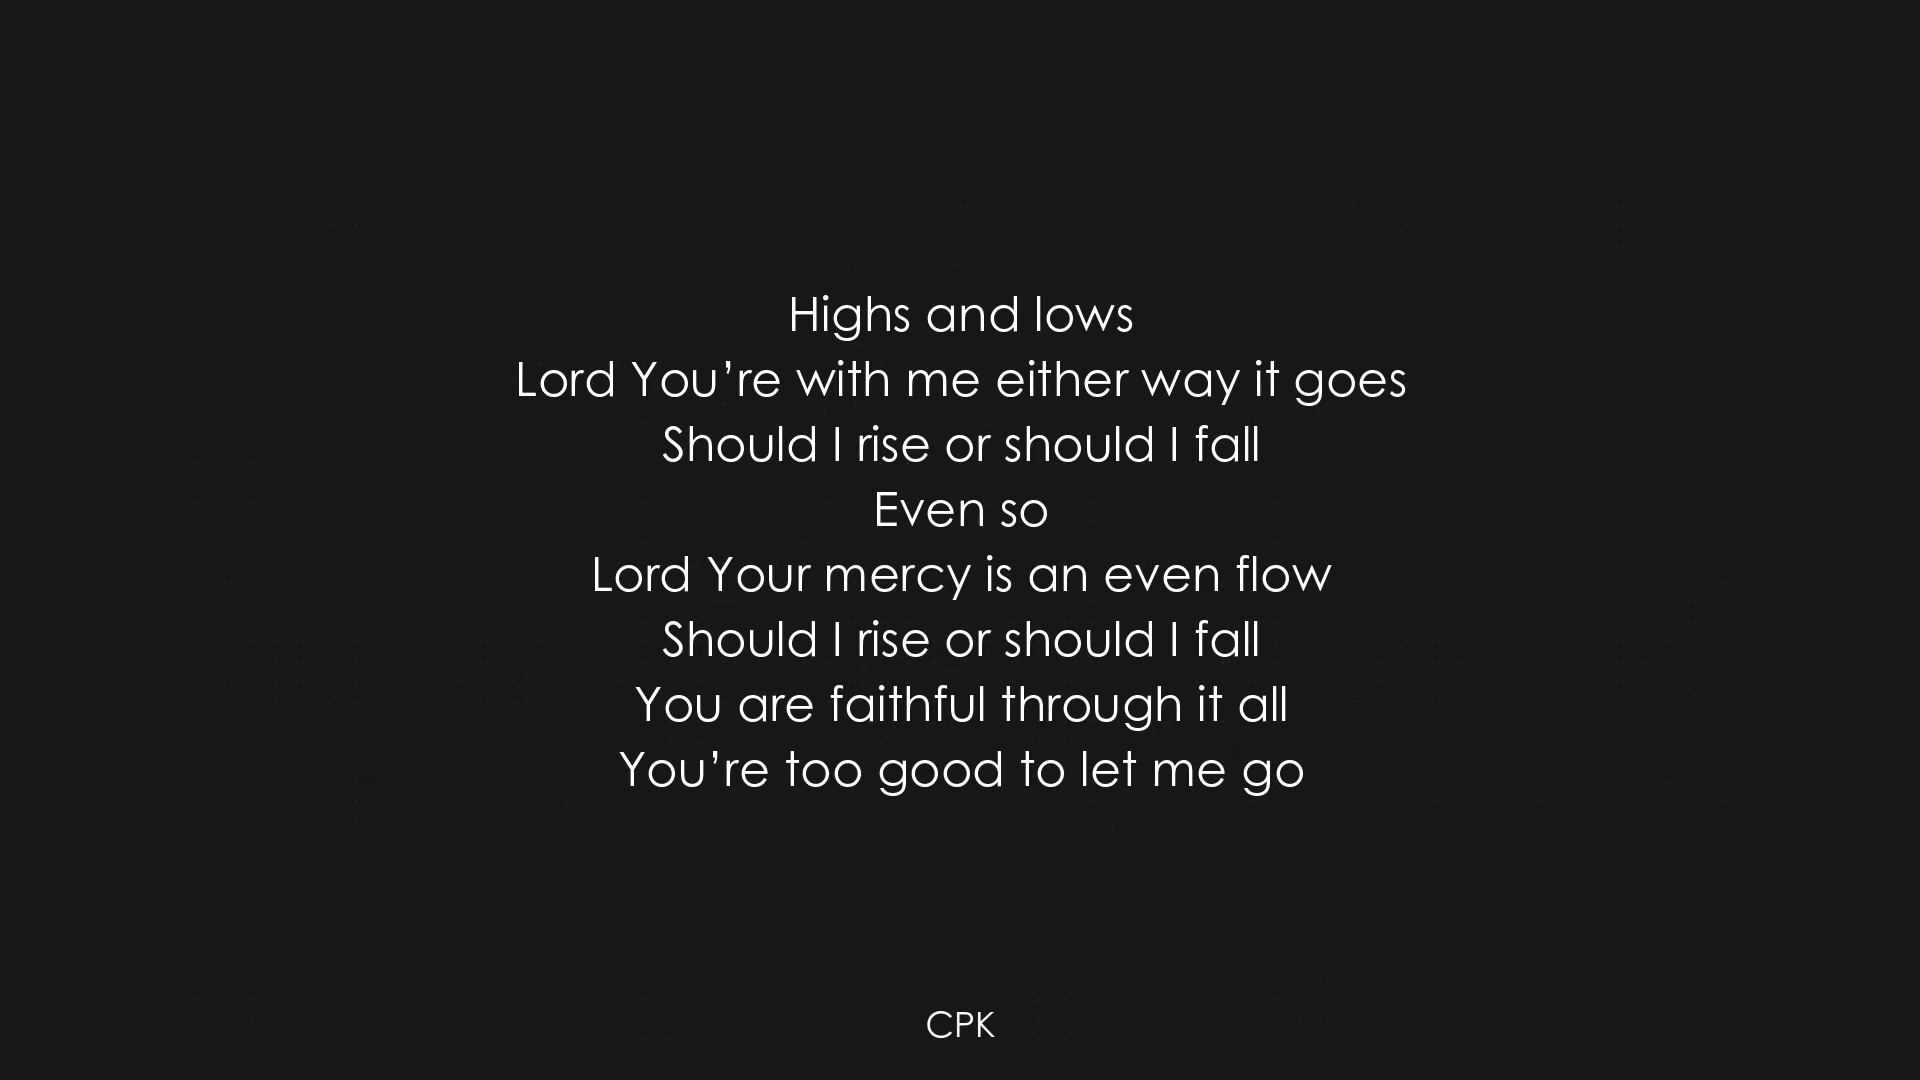 Highs and lows
Lord You’re with me either way it goes
Should I rise or should I fall
Even so
Lord Your mercy is an even flow
Should I rise or should I fall
You are faithful through it all
You’re too good to let me go
CPK